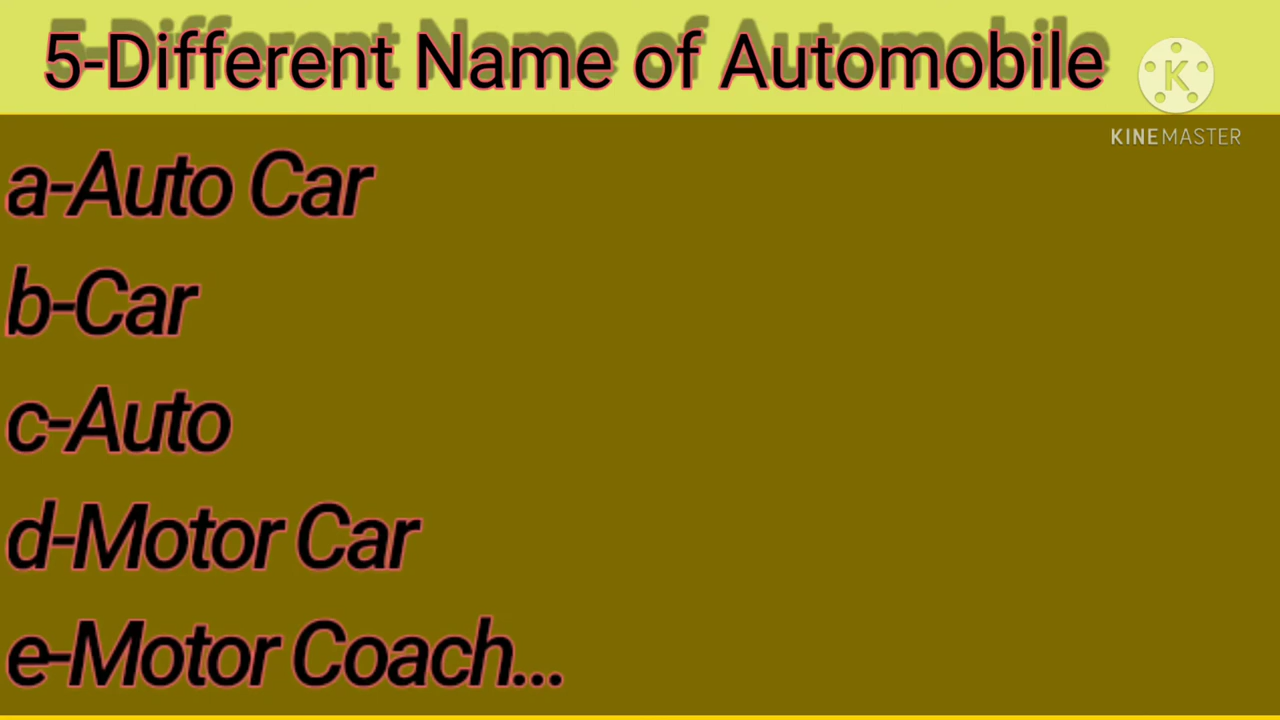 5-Different Name of Automobile
K
KINEMASTER
a-Auto Car
b-Car
c-Auto
d-Motor Car
e-Motor Coach...